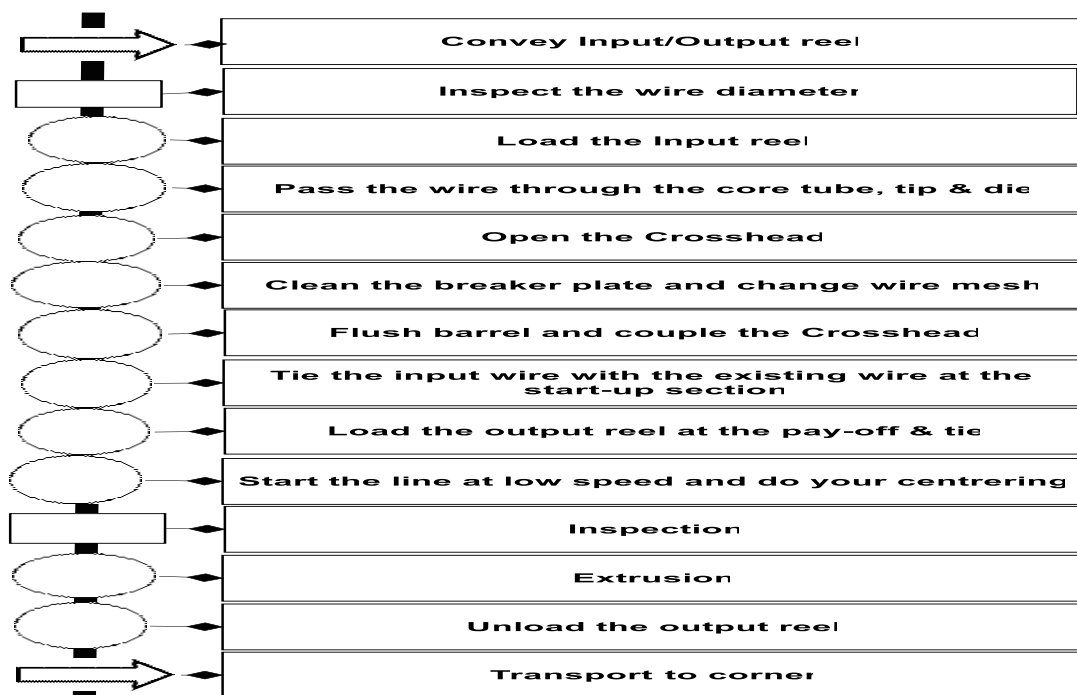 Convey Input/Output reel
Inspect the wire diameter
Load the Input reel
Pass the wire through the core tube, tip & die
Open the Crosshead
Clean the breaker plate and change wire mesh
Flush barrel and couple the Crosshead
Tie the input wire with the existing wire at the
start-up section
Load the output reel at the pay-off & tie
Start the line at low speed and do your centrering
Inspection
Extrusion
Unload the output reel
Transport to corner